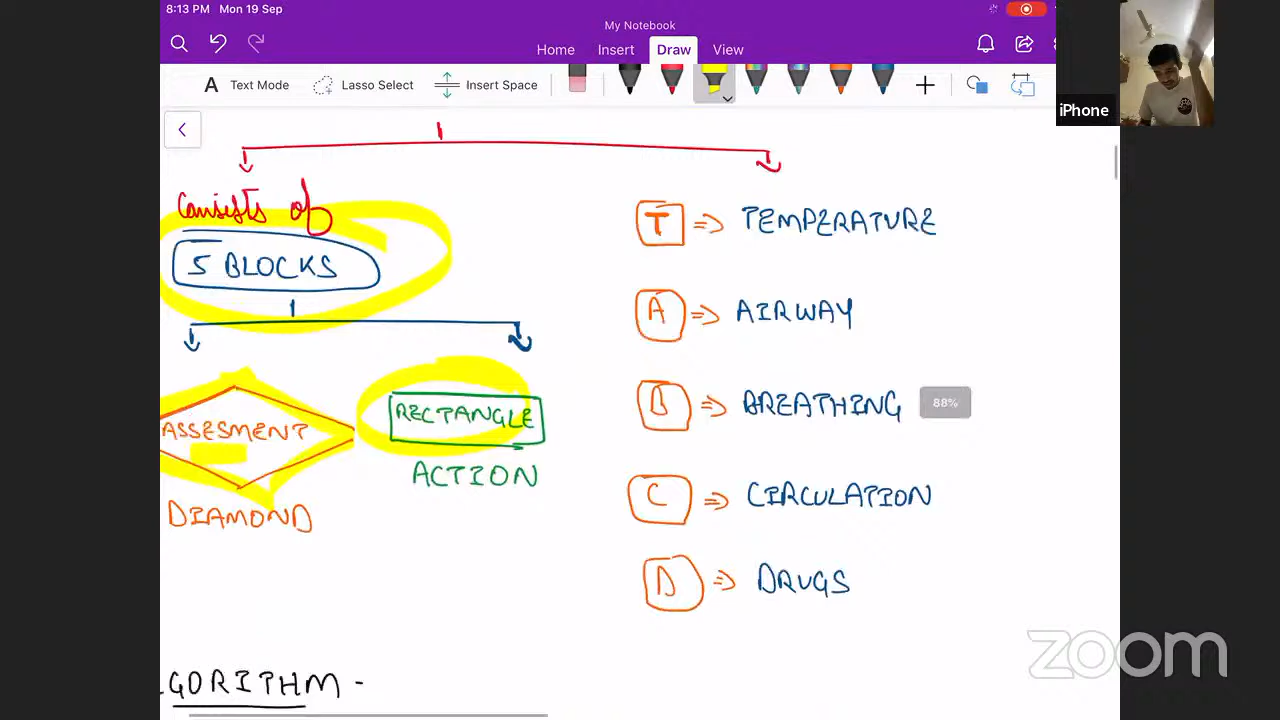 8:13 PM Mon 19 Sep
My Notebook
Home Insert Draw View
Text Mode Lasso Select Insert Space
iPhone
Consists of
5 BLOCKS
ASSESMENT
DIAMOND
RECTANGLE
ACTION
T ⇒ TEMPERATURE
A ⇒ AIRWAY
B ⇒ BREATHING
88%
C ⇒ CIRCULATION
D ⇒ DRUGS
GORITHM -
zoom